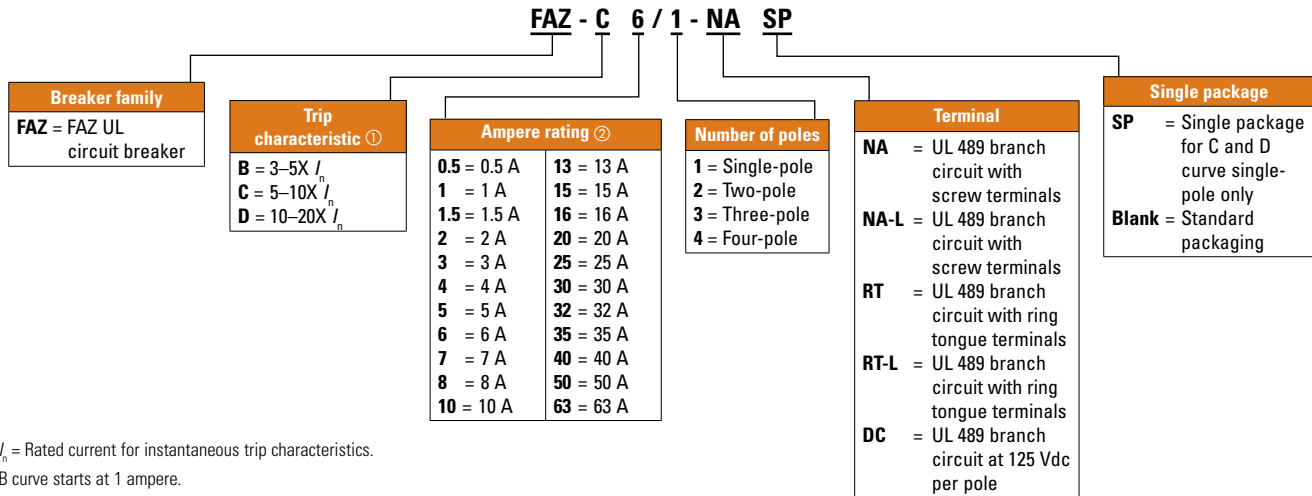 FAZ - C 6 / 1 - NA SP
Breaker family
FAZ = FAZ UL
circuit breaker
Trip
characteristic ①
B = 3–5X In
C = 5–10X In
D = 10–20X In
Ampere rating ②
0.5 = 0.5 A
1 = 1 A
1.5 = 1.5 A
2 = 2 A
3 = 3 A
4 = 4 A
5 = 5 A
6 = 6 A
7 = 7 A
8 = 8 A
10 = 10 A
13 = 13 A
15 = 15 A
16 = 16 A
20 = 20 A
25 = 25 A
30 = 30 A
32 = 32 A
35 = 35 A
40 = 40 A
50 = 50 A
63 = 63 A
Number of poles
1 = Single-pole
2 = Two-pole
3 = Three-pole
4 = Four-pole
Terminal
NA = UL 489 branch
circuit with
screw terminals
NA-L = UL 489 branch
circuit with
screw terminals
RT = UL 489 branch
circuit with ring
tongue terminals
RT-L = UL 489 branch
circuit with ring
tongue terminals
DC = UL 489 branch
circuit at 125 Vdc
per pole
Single package
SP = Single package
for C and D
curve single-
pole only
Blank = Standard
packaging
In = Rated current for instantaneous trip characteristics.
B curve starts at 1 ampere.